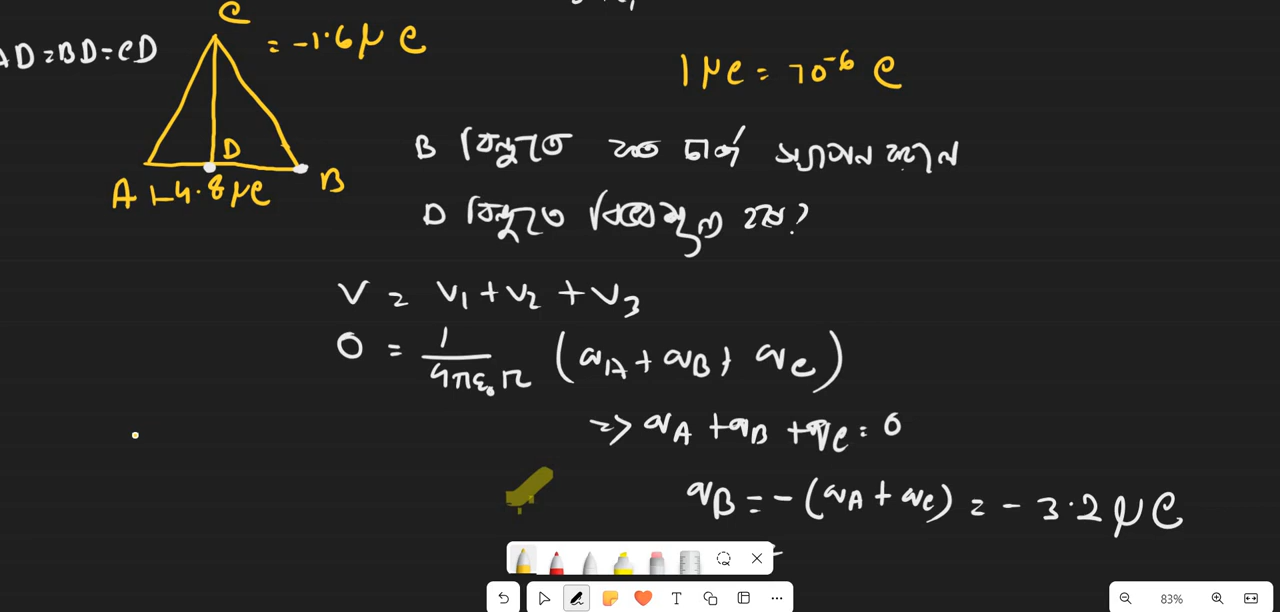 C
AD=BD=CD
= -1.6 μC
1 μC = 10⁻⁶ C
D
A +4.8 μC
B
B বিন্দুতে কত চার্জ স্থাপন করলে
D বিন্দুতে বিভব শূন্য হবে?
V = V₁ + V₂ + V₃
0 = 1/4πε₀r (q_A + q_B + q_C)
=> q_A + q_B + q_C = 0
q_B = -(q_A + q_C) = -3.2 μC
=
83%